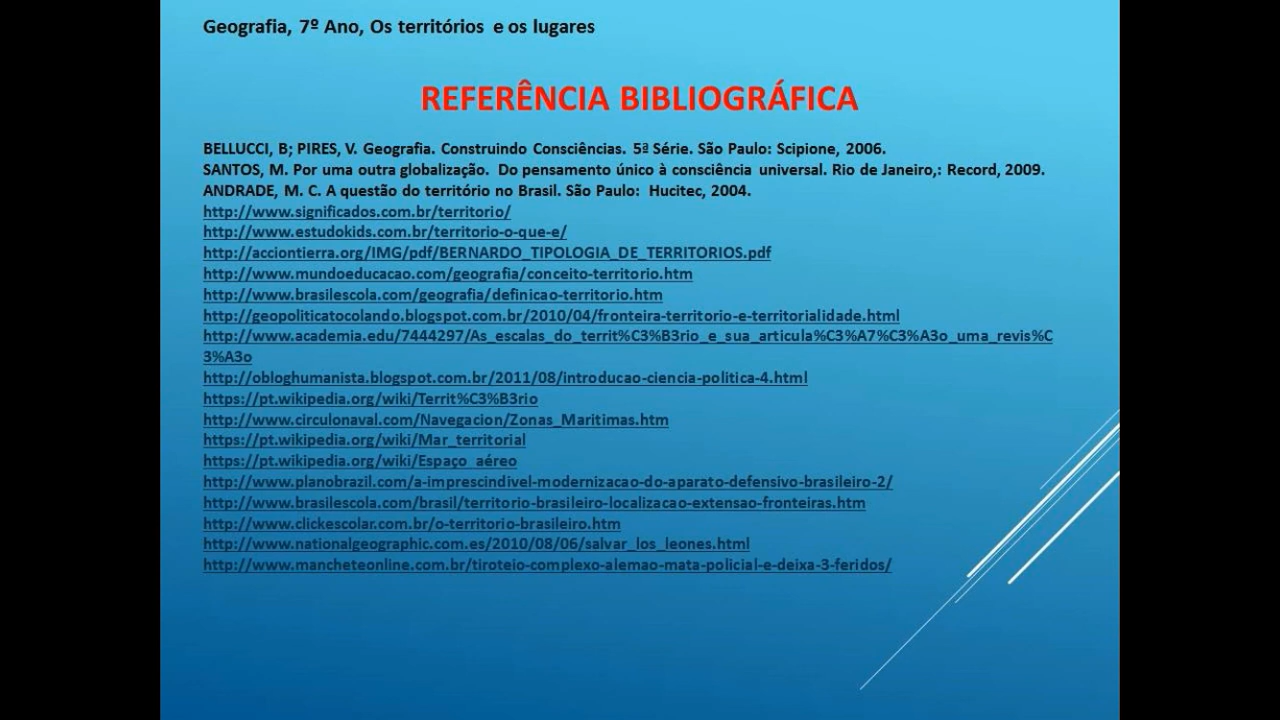 Geografia, 7º Ano, Os territórios e os lugares
REFERÊNCIA BIBLIOGRÁFICA
BELLUCCI, B; PIRES, V. Geografia. Construindo Consciências. 5ª Série. São Paulo: Scipione, 2006.
SANTOS, M. Por uma outra globalização. Do pensamento único à consciência universal. Rio de Janeiro,: Record, 2009.
ANDRADE, M. C. A questão do território no Brasil. São Paulo: Hucitec, 2004.
http://www.significados.com.br/territorio/
http://www.estudokids.com.br/territorio-o-que-e/
http://acciontierra.org/IMG/pdf/BERNARDO_TIPOLOGIA_DE_TERRITORIOS.pdf
http://www.mundoeducacao.com/geografia/conceito-territorio.htm
http://www.brasilescola.com/geografia/definicao-territorio.htm
http://geopoliticatocolando.blogspot.com.br/2010/04/fronteira-territorio-e-territorialidade.html
http://www.academia.edu/7444297/As_escalas_do_territ%C3%B3rio_e_sua_articula%C3%A7%C3%A3o_uma_revis%C
3%A3o
http://obloghumanista.blogspot.com.br/2011/08/introducao-ciencia-politica-4.html
https://pt.wikipedia.org/wiki/Territ%C3%B3rio
http://www.circulonaval.com/Navegacion/Zonas_Maritimas.htm
https://pt.wikipedia.org/wiki/Mar_territorial
https://pt.wikipedia.org/wiki/Espaço_aéreo
http://www.planobrazil.com/a-imprescindivel-modernizacao-do-aparato-defensivo-brasileiro-2/
http://www.brasilescola.com/brasil/territorio-brasileiro-localizacao-extensao-fronteiras.htm
http://www.clickescolar.com.br/o-territorio-brasileiro.htm
http://www.nationalgeographic.com.es/2010/08/06/salvar_los_leones.html
http://www.mancheteonline.com.br/tiroteio-complexo-alemao-mata-policial-e-deixa-3-feridos/